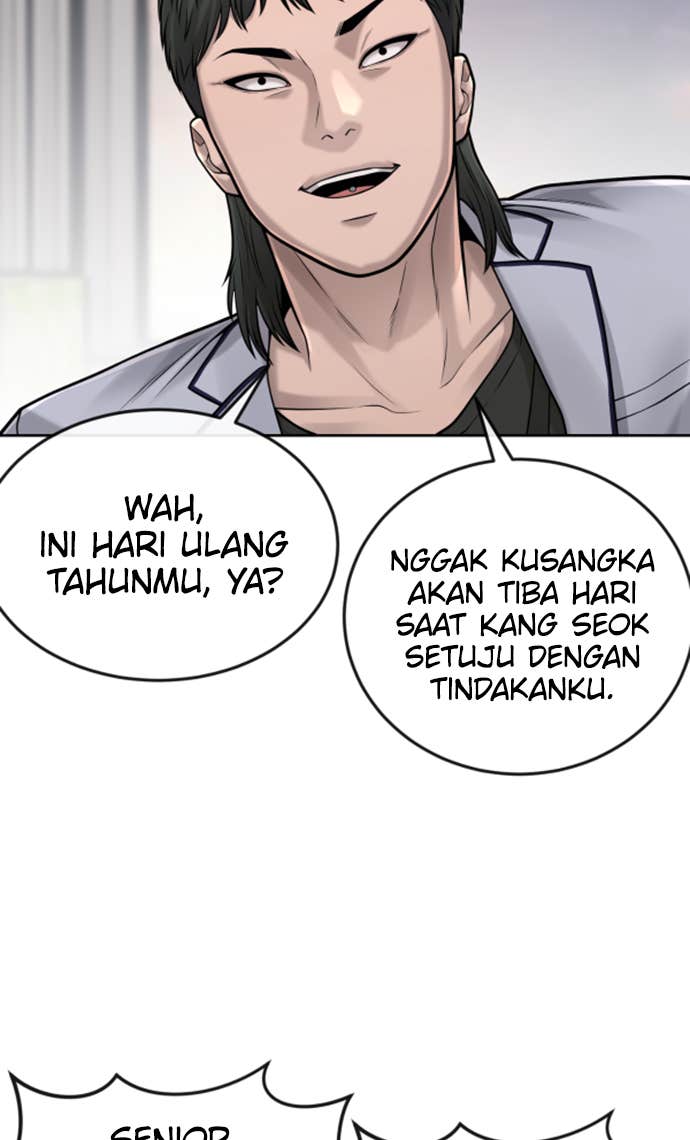 WAH,
INI HARI ULANG
TAHUNMU, YA?
NGGAK KUSANGKA
AKAN TIBA HARI
SAAT KANG SEOK
SETUJU DENGAN
TINDAKANKU.
SENIOR